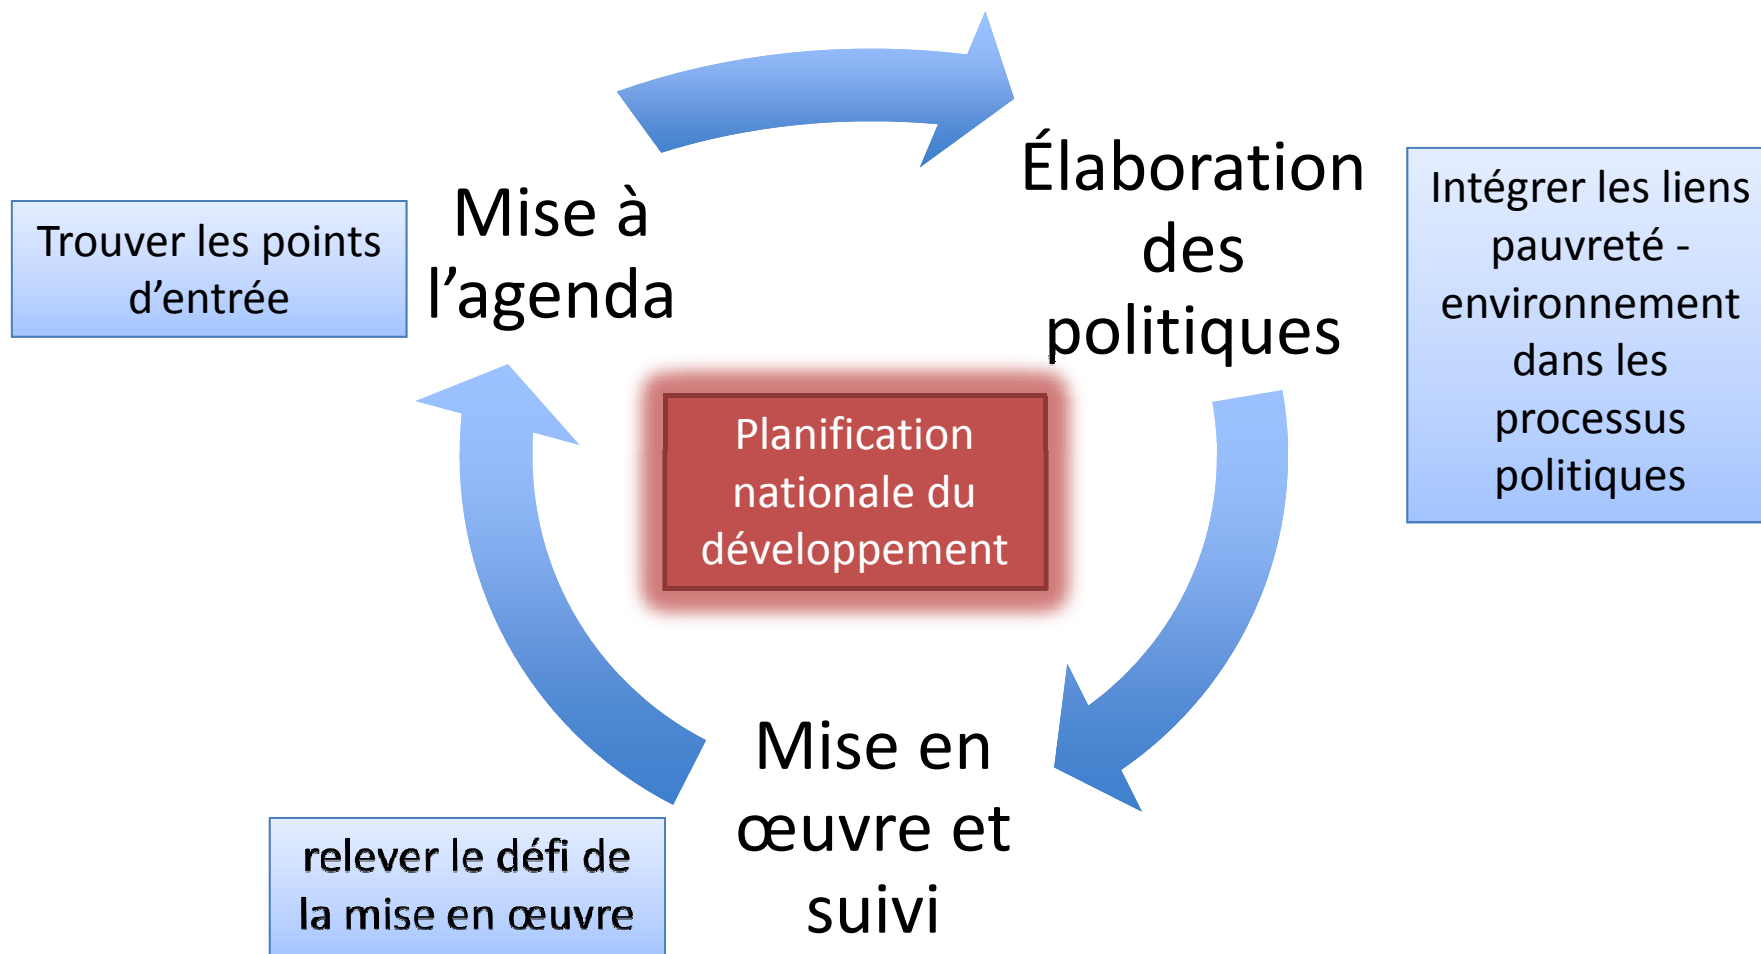 Trouver les points
d’entrée
Mise à
l’agenda
Élaboration
des
politiques
Intégrer les liens
pauvreté -
environnement
dans les
processus
politiques
Planification
nationale du
développement
Mise en
œuvre et
suivi
relever le défi de
la mise en œuvre